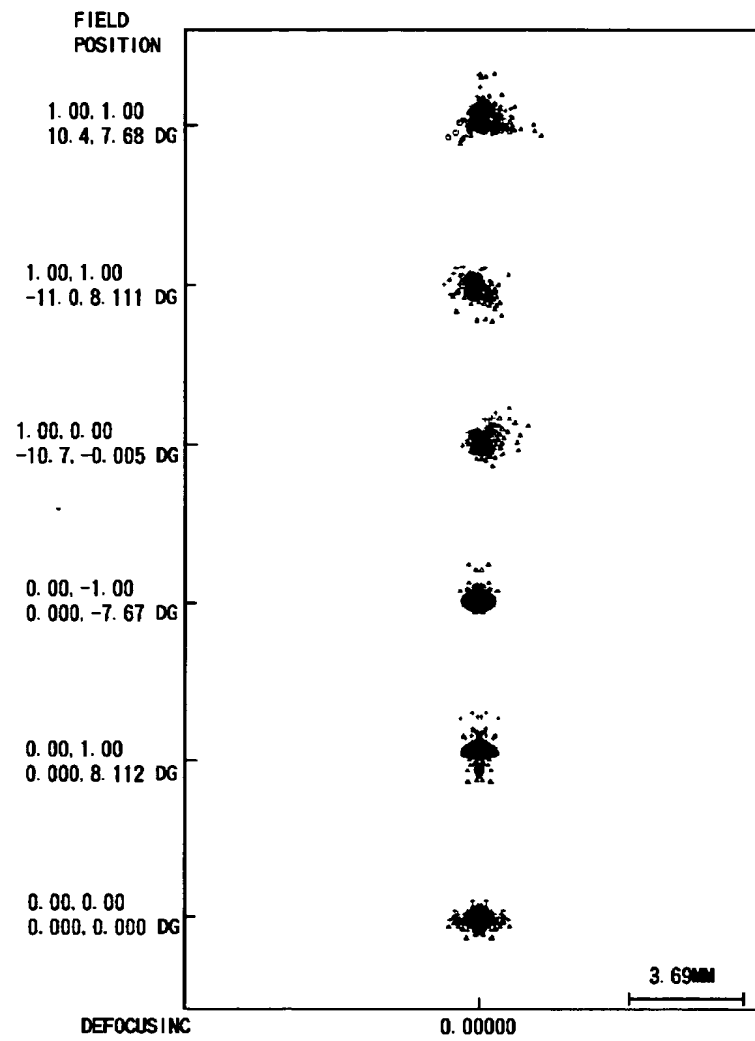 FIELD
POSITION
1.00, 1.00
10.4, 7.68 DG
1.00, 1.00
-11.0, 8.111 DG
1.00, 0.00
-10.7, -0.005 DG
0.00, -1.00
0.000, -7.67 DG
0.00, 1.00
0.000, 8.112 DG
0.00, 0.00
0.000, 0.000 DG
3.69MM
DEFOCUSINC
0.00000